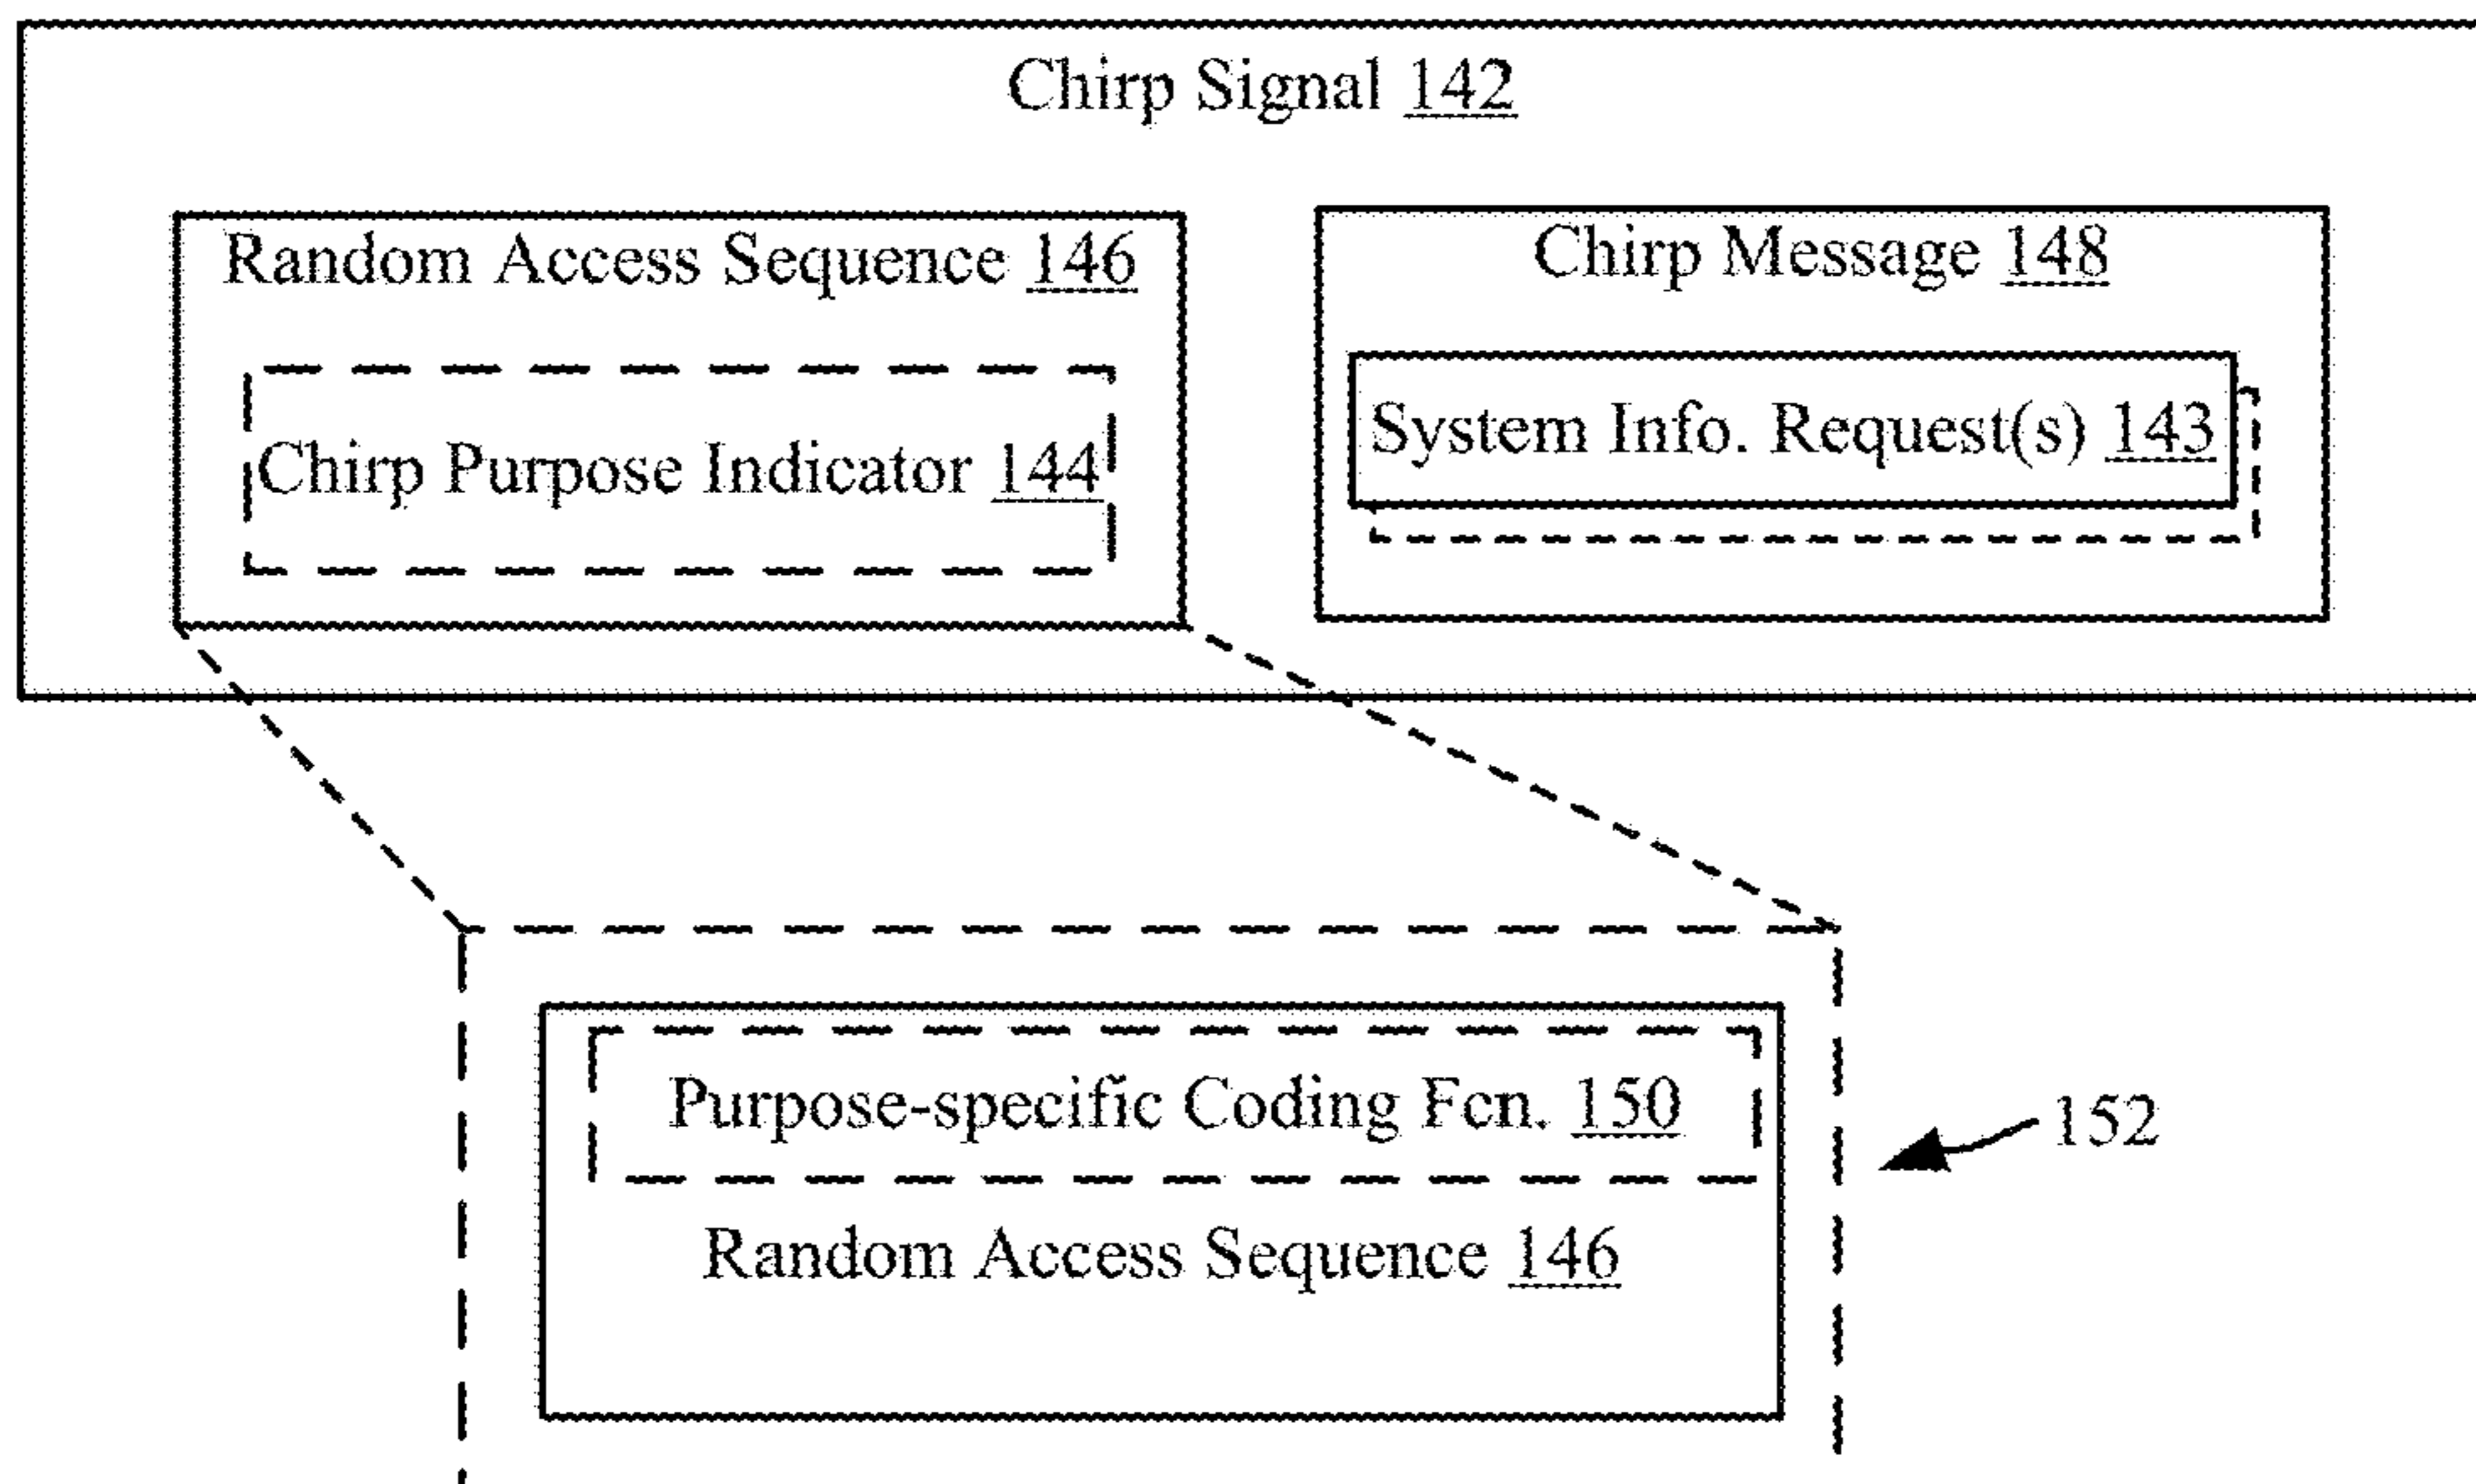 Chirp Signal 142
Random Access Sequence 146
Chirp Purpose Indicator 144
Chirp Message 148
System Info. Request(s) 143
Purpose-specific Coding Fcn. 150
Random Access Sequence 146
152